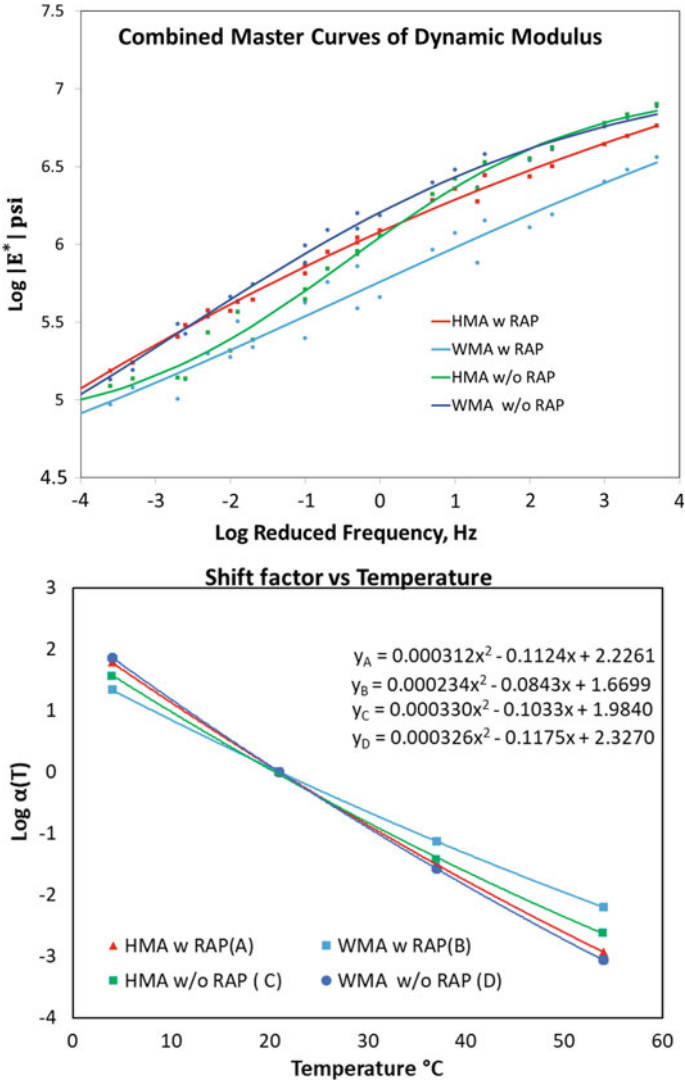 Combined Master Curves of Dynamic Modulus
7.5
7
6.5
6
5.5
5
4.5
Log |E*| psi
HMA w RAP
WMA w RAP
HMA w/o RAP
WMA w/o RAP
-4 -3 -2 -1 0 1 2 3 4
Log Reduced Frequency, Hz
Shift factor vs Temperature
3
2
1
0
-1
-2
-3
-4
Log α(T)
y_A = 0.000312x² - 0.1124x + 2.2261
y_B = 0.000234x² - 0.0843x + 1.6699
y_C = 0.000330x² - 0.1033x + 1.9840
y_D = 0.000326x² - 0.1175x + 2.3270
HMA w RAP(A) WMA w RAP(B)
HMA w/o RAP ( C) WMA w/o RAP (D)
0 10 20 30 40 50 60
Temperature °C